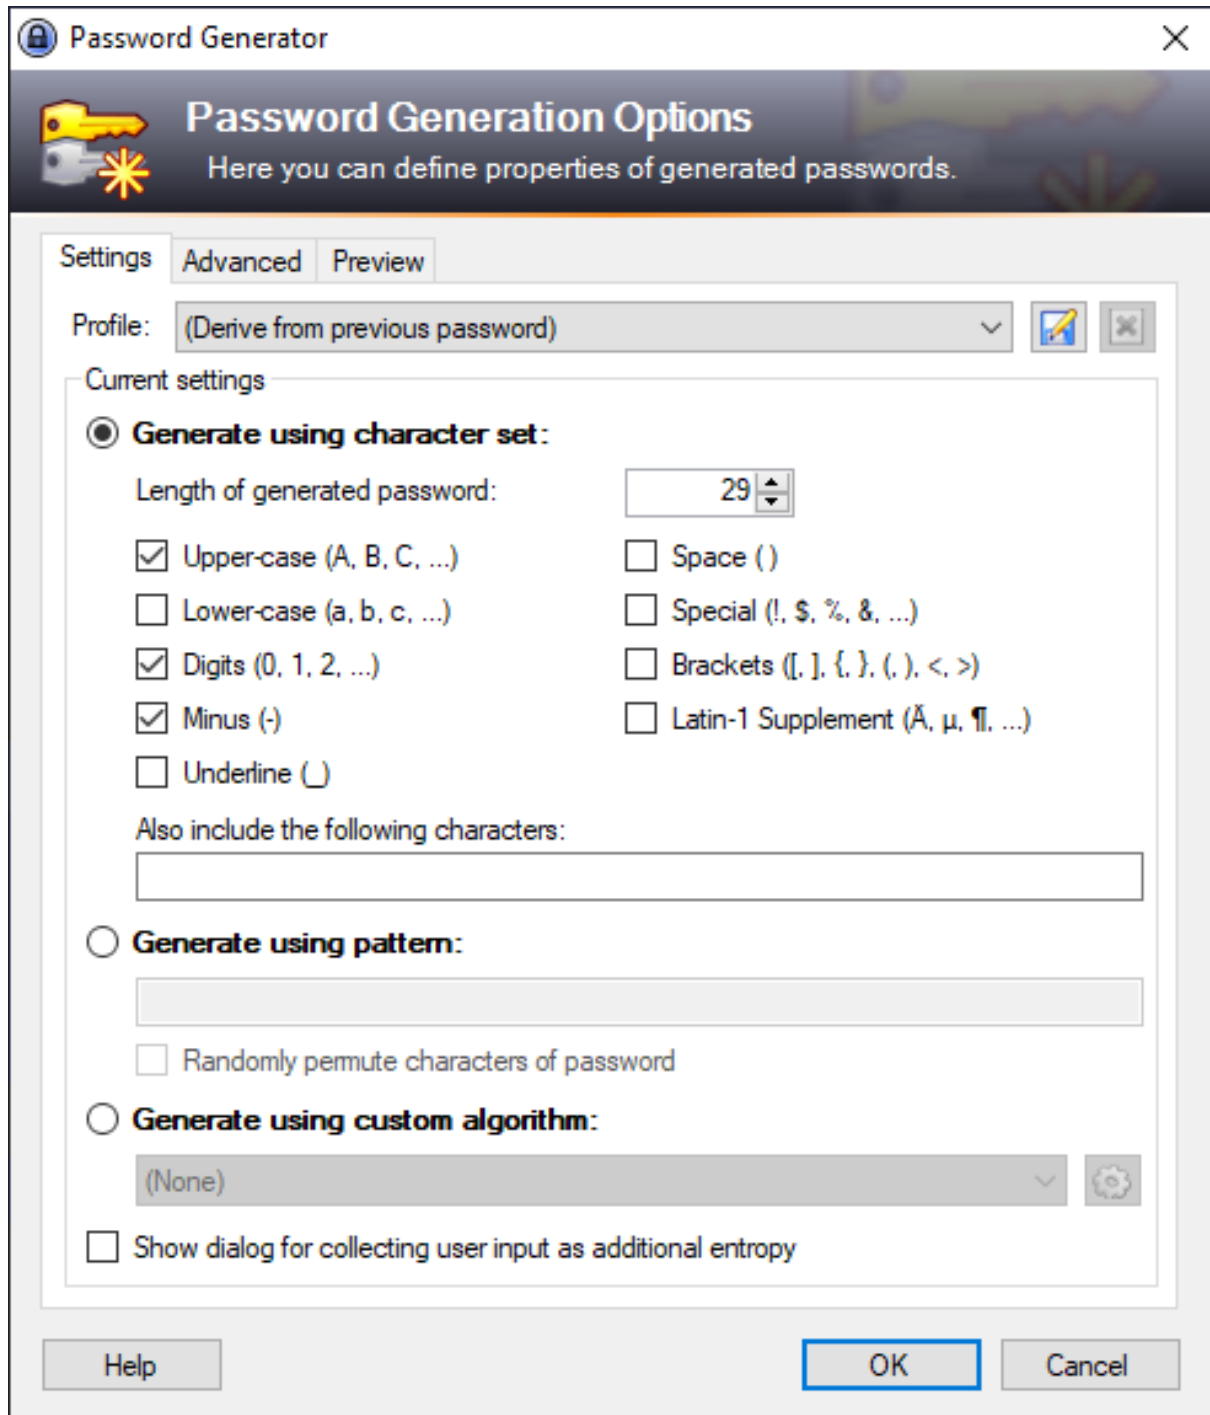 Password Generator
Password Generation Options
Here you can define properties of generated passwords.
Settings Advanced Preview
Profile: (Derive from previous password)
Current settings
Generate using character set:
Length of generated password: 29
Upper-case (A, B, C, ...) Space ( )
Lower-case (a, b, c, ...) Special (!, $, %, &, ...)
Digits (0, 1, 2, ...) Brackets ([, ], {, }, (, ), <, >)
Minus (-) Latin-1 Supplement (Ä, µ, ¶, ...)
Underline (_)
Also include the following characters:
Generate using pattern:
Randomly permute characters of password
Generate using custom algorithm:
(None)
Show dialog for collecting user input as additional entropy
Help OK Cancel